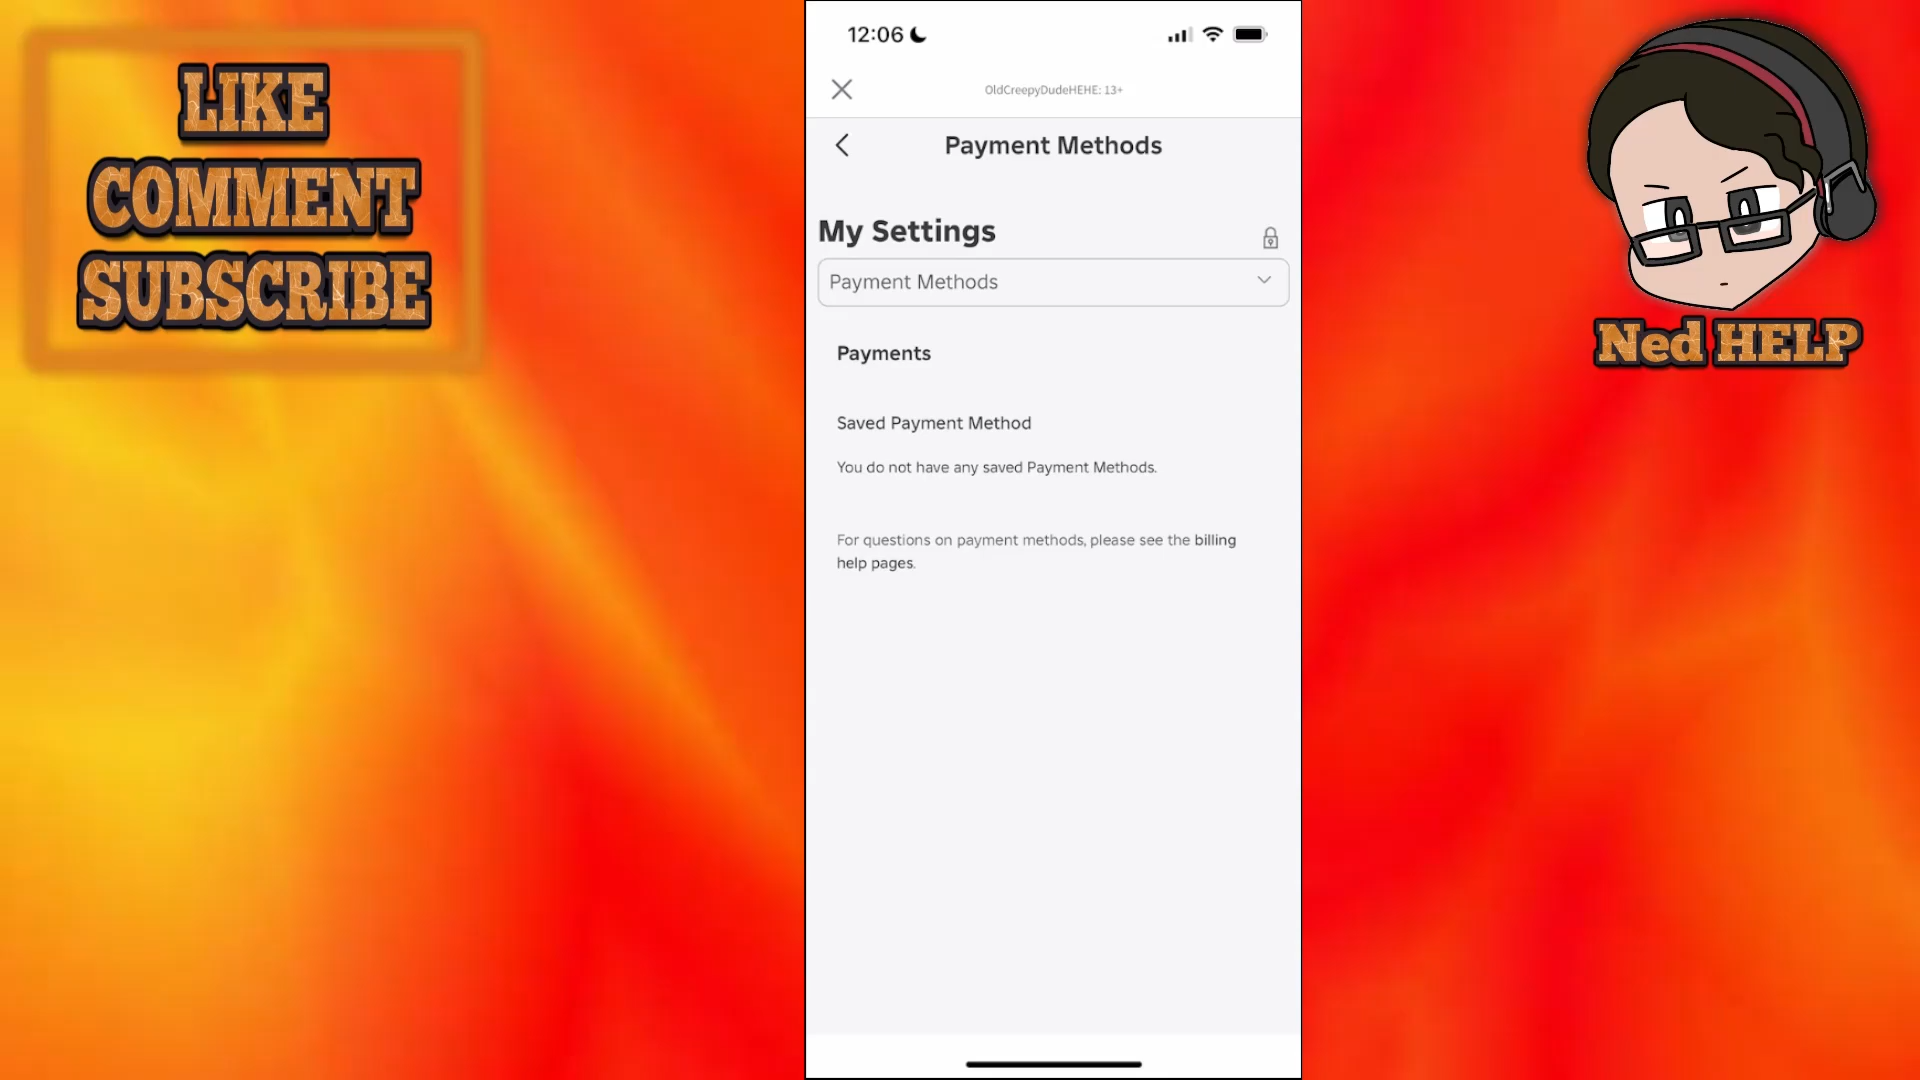 LIKE
COMMENT
SUBSCRIBE
12:06
OldCreepyDudeHEHE: 13+
Payment Methods
My Settings
Payment Methods
Payments
Saved Payment Method
You do not have any saved Payment Methods.
For questions on payment methods, please see the billing
help pages.
Ned HELP